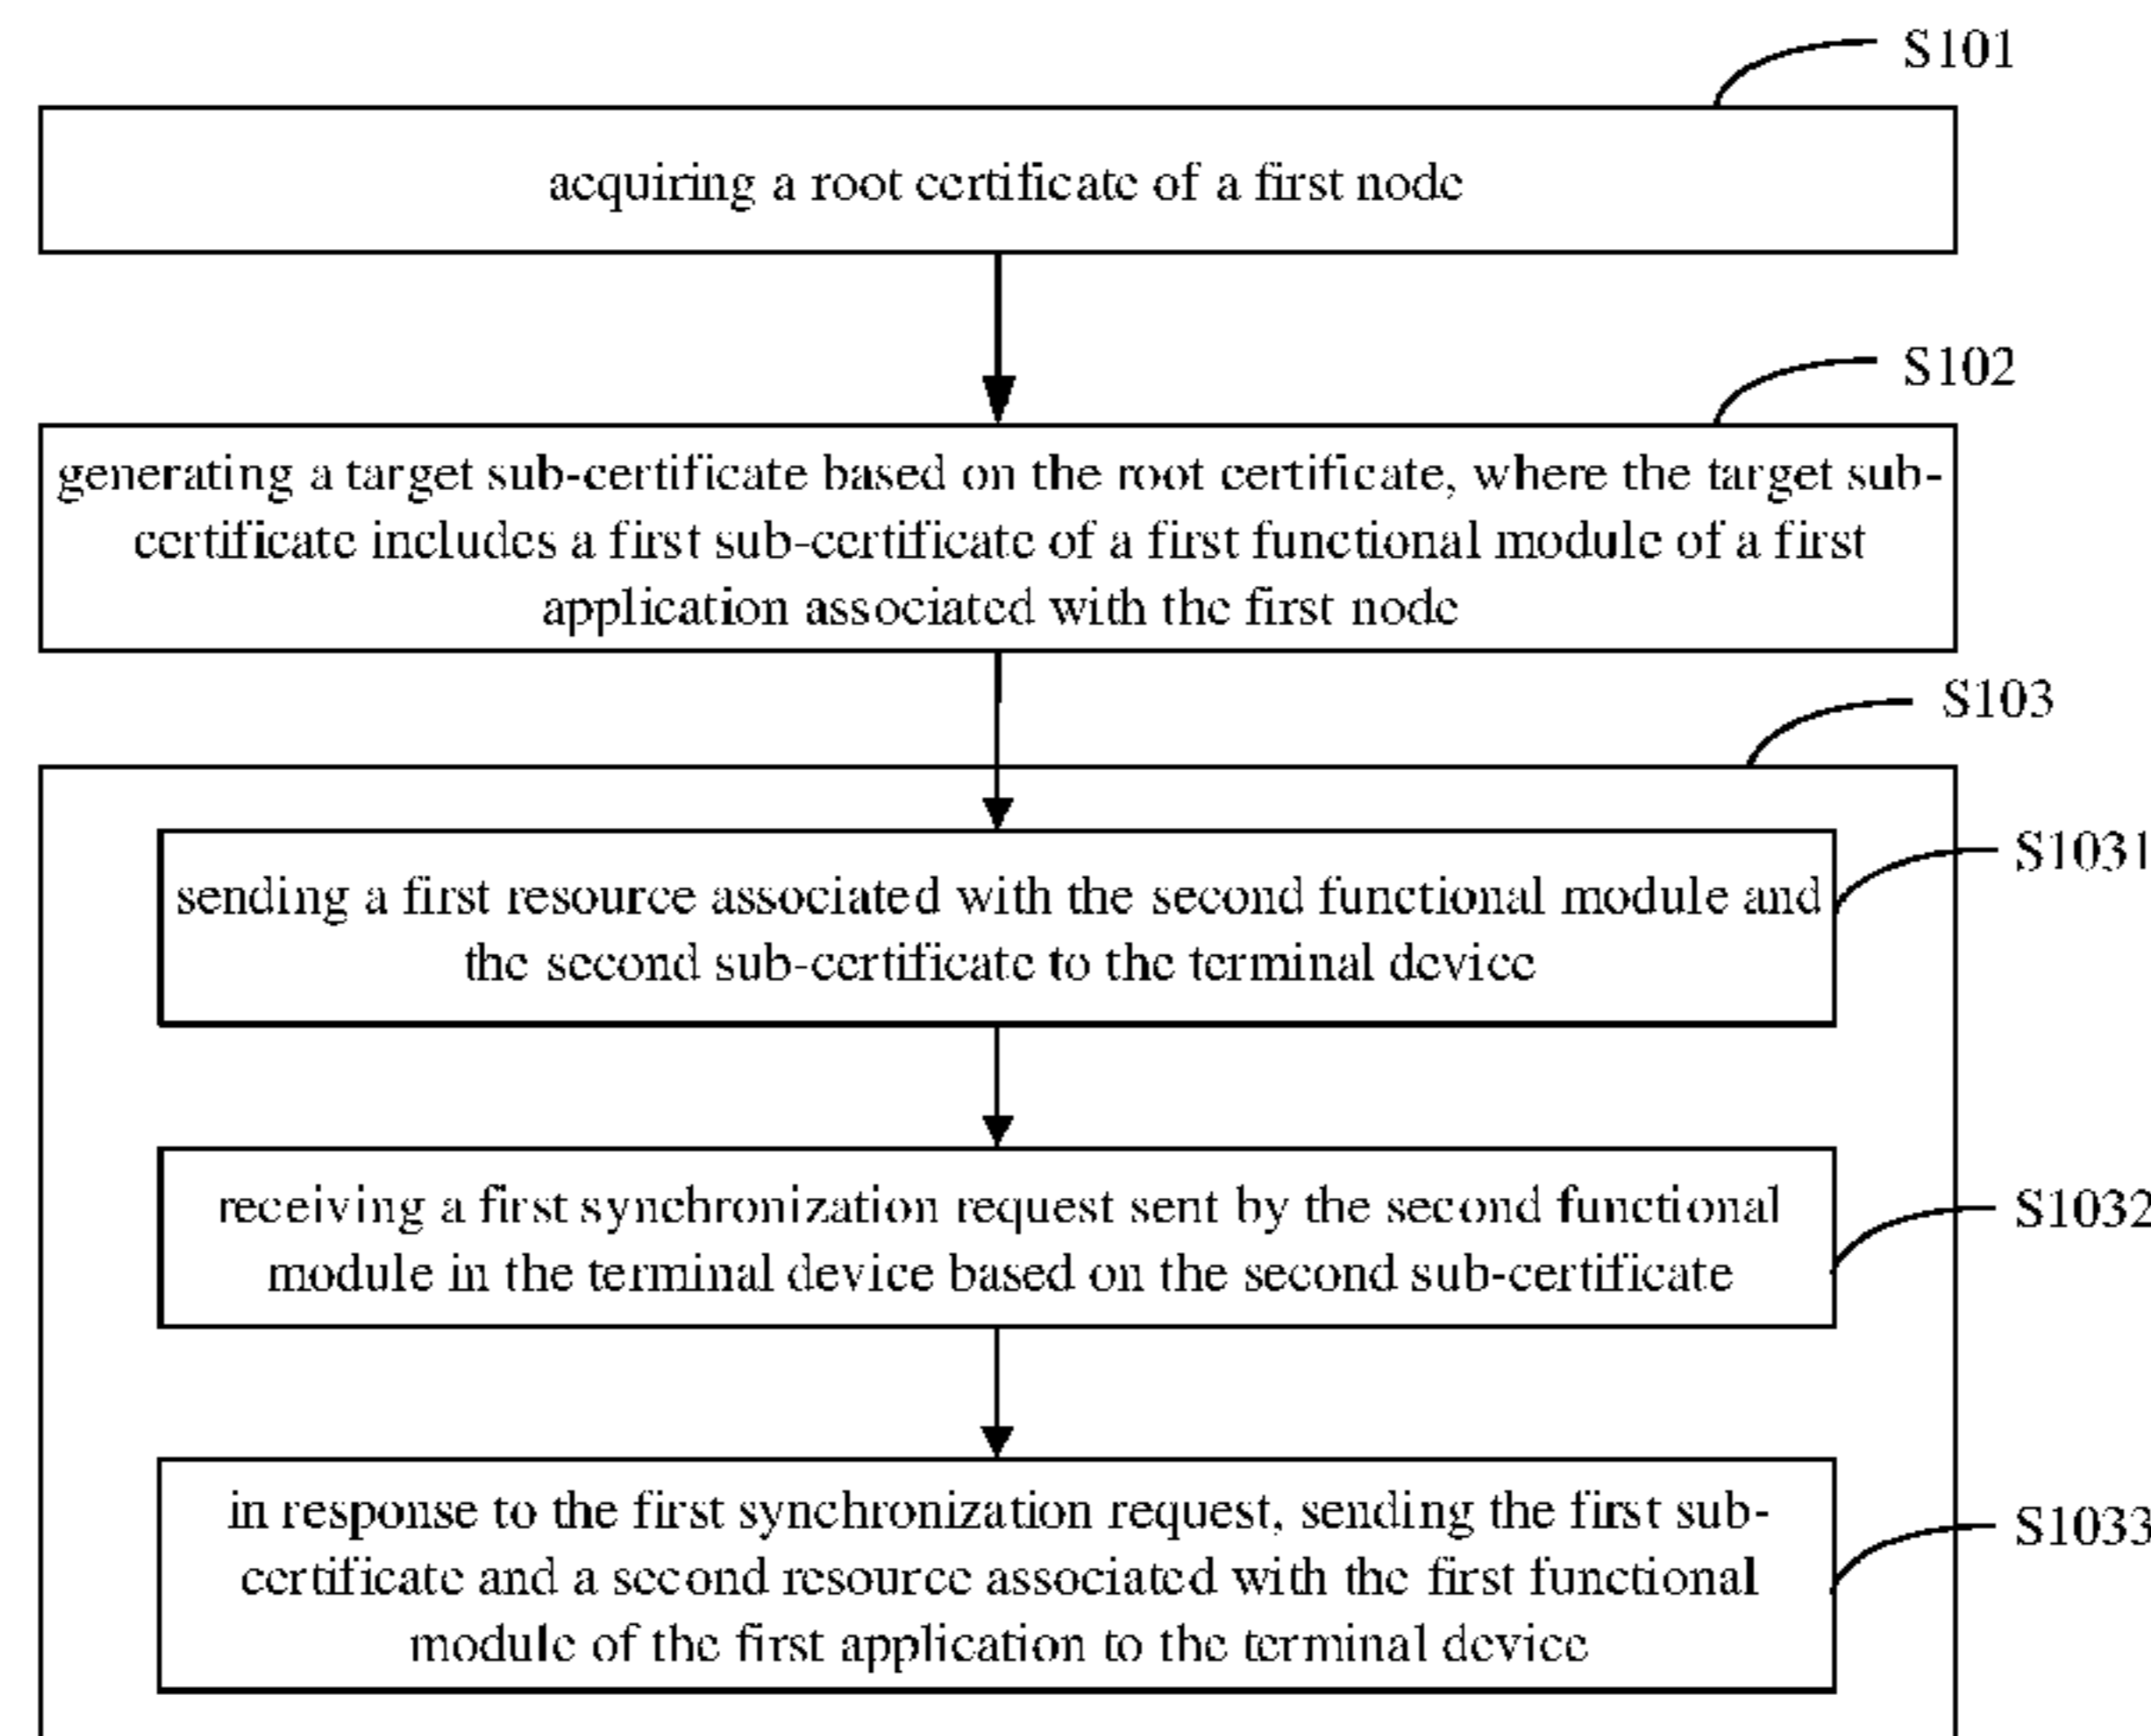 S101
acquiring a root certificate of a first node
S102
generating a target sub-certificate based on the root certificate, where the target sub-
certificate includes a first sub-certificate of a first functional module of a first
application associated with the first node
S103
S1031
sending a first resource associated with the second functional module and
the second sub-certificate to the terminal device
S1032
receiving a first synchronization request sent by the second functional
module in the terminal device based on the second sub-certificate
S1033
in response to the first synchronization request, sending the first sub-
certificate and a second resource associated with the first functional
module of the first application to the terminal device